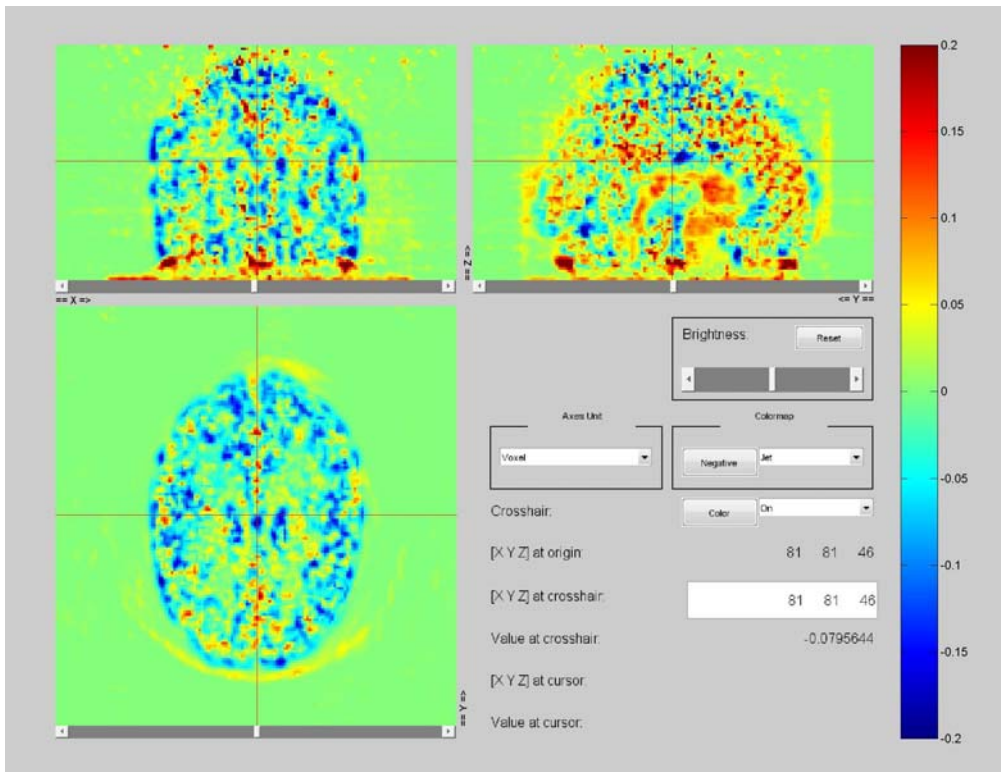 0.2
0.15
0.1
0.05
0
-0.05
-0.1
-0.15
-0.2
== Z =>
== X =>
<= Y ==
== Y =>
Brightness:
Reset
Axes Unit
Voxel
Colormap
Negative
Jet
Crosshair:
Color
On
[X Y Z] at origin:
81 81 46
[X Y Z] at crosshair:
81 81 46
Value at crosshair:
-0.0795644
[X Y Z] at cursor:
Value at cursor: